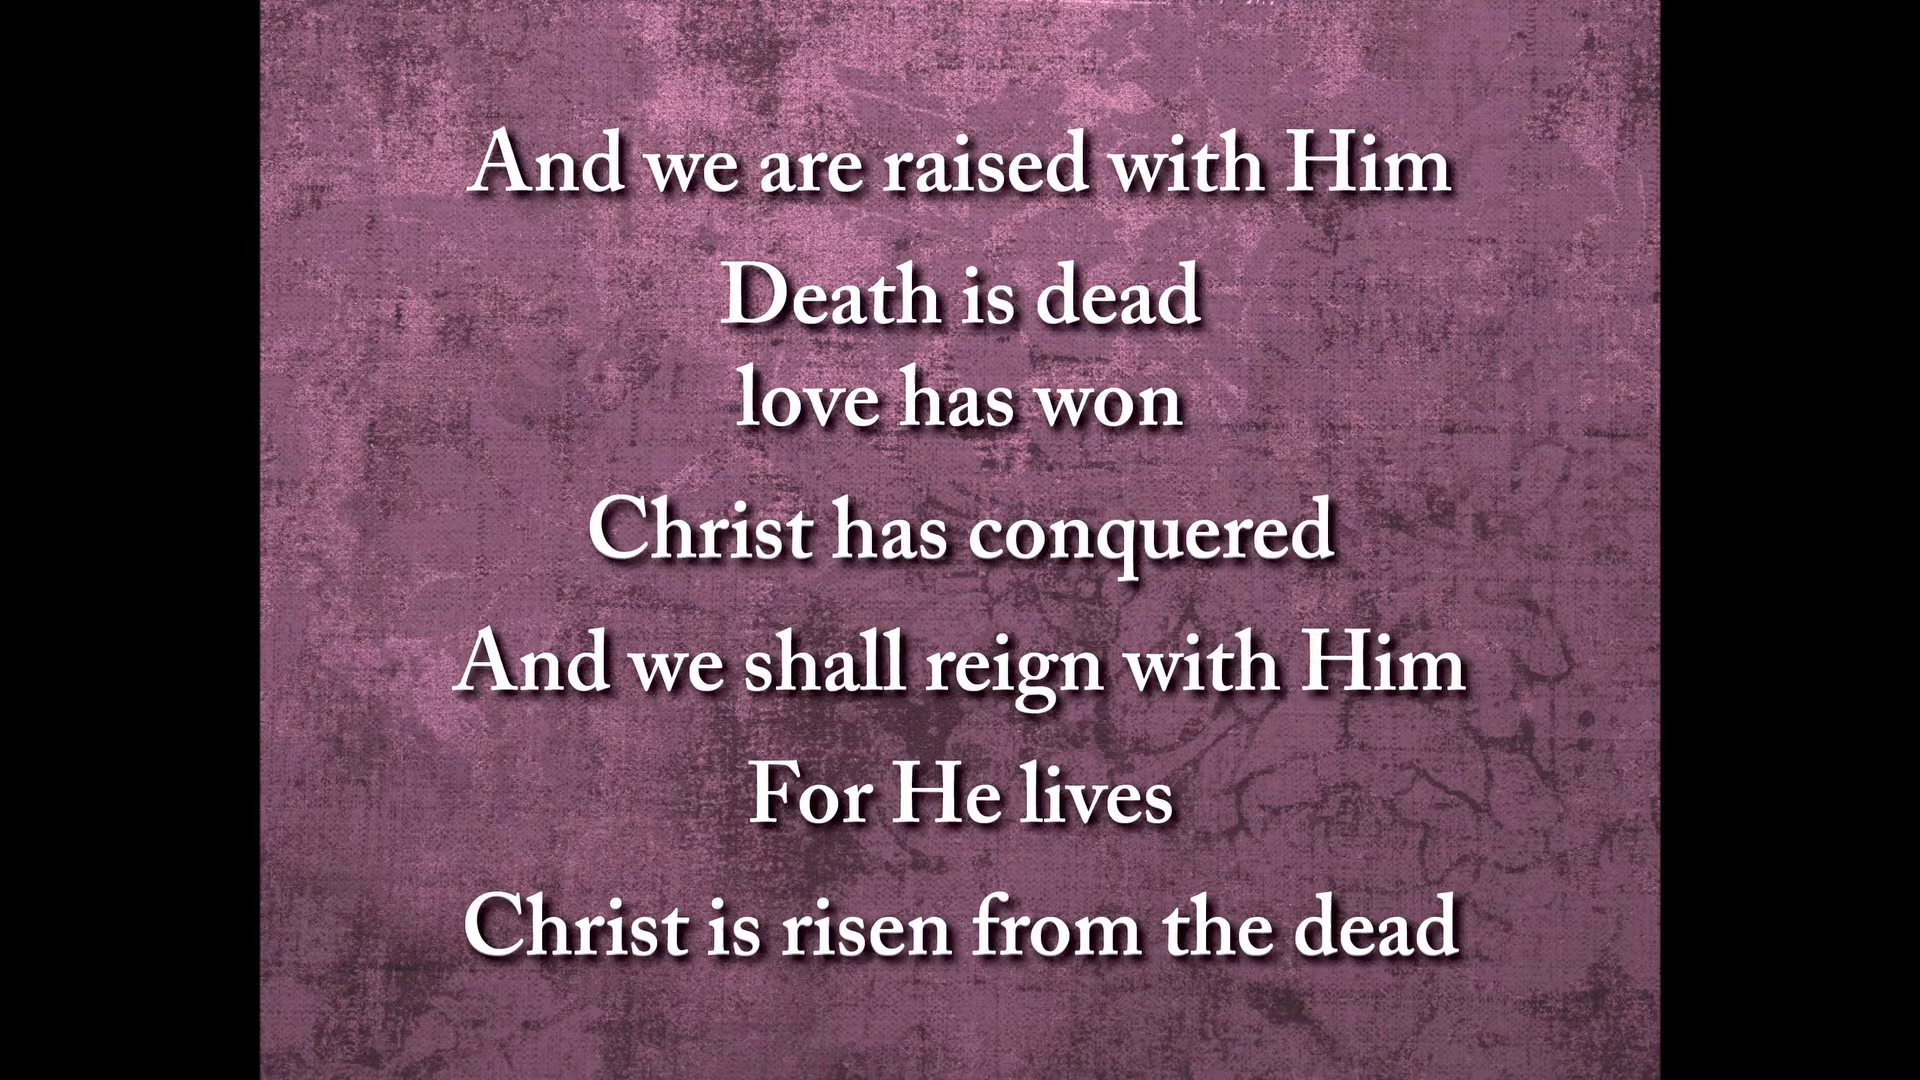 And we are raised with Him
Death is dead
love has won
Christ has conquered
And we shall reign with Him
For He lives
Christ is risen from the dead